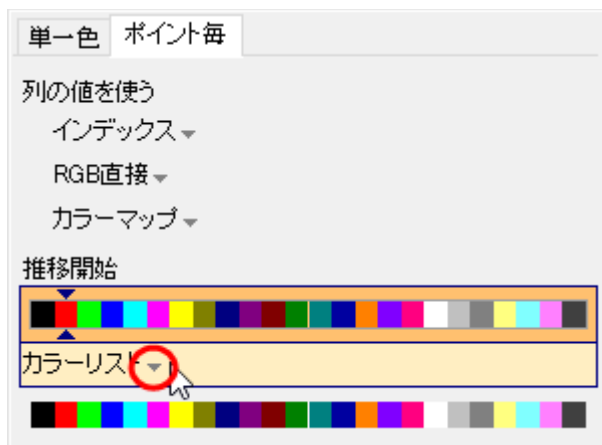 単一色 ポイント毎
列の値を使う
インデックス
RGB直接
カラーマップ
推移開始
カラーリスト